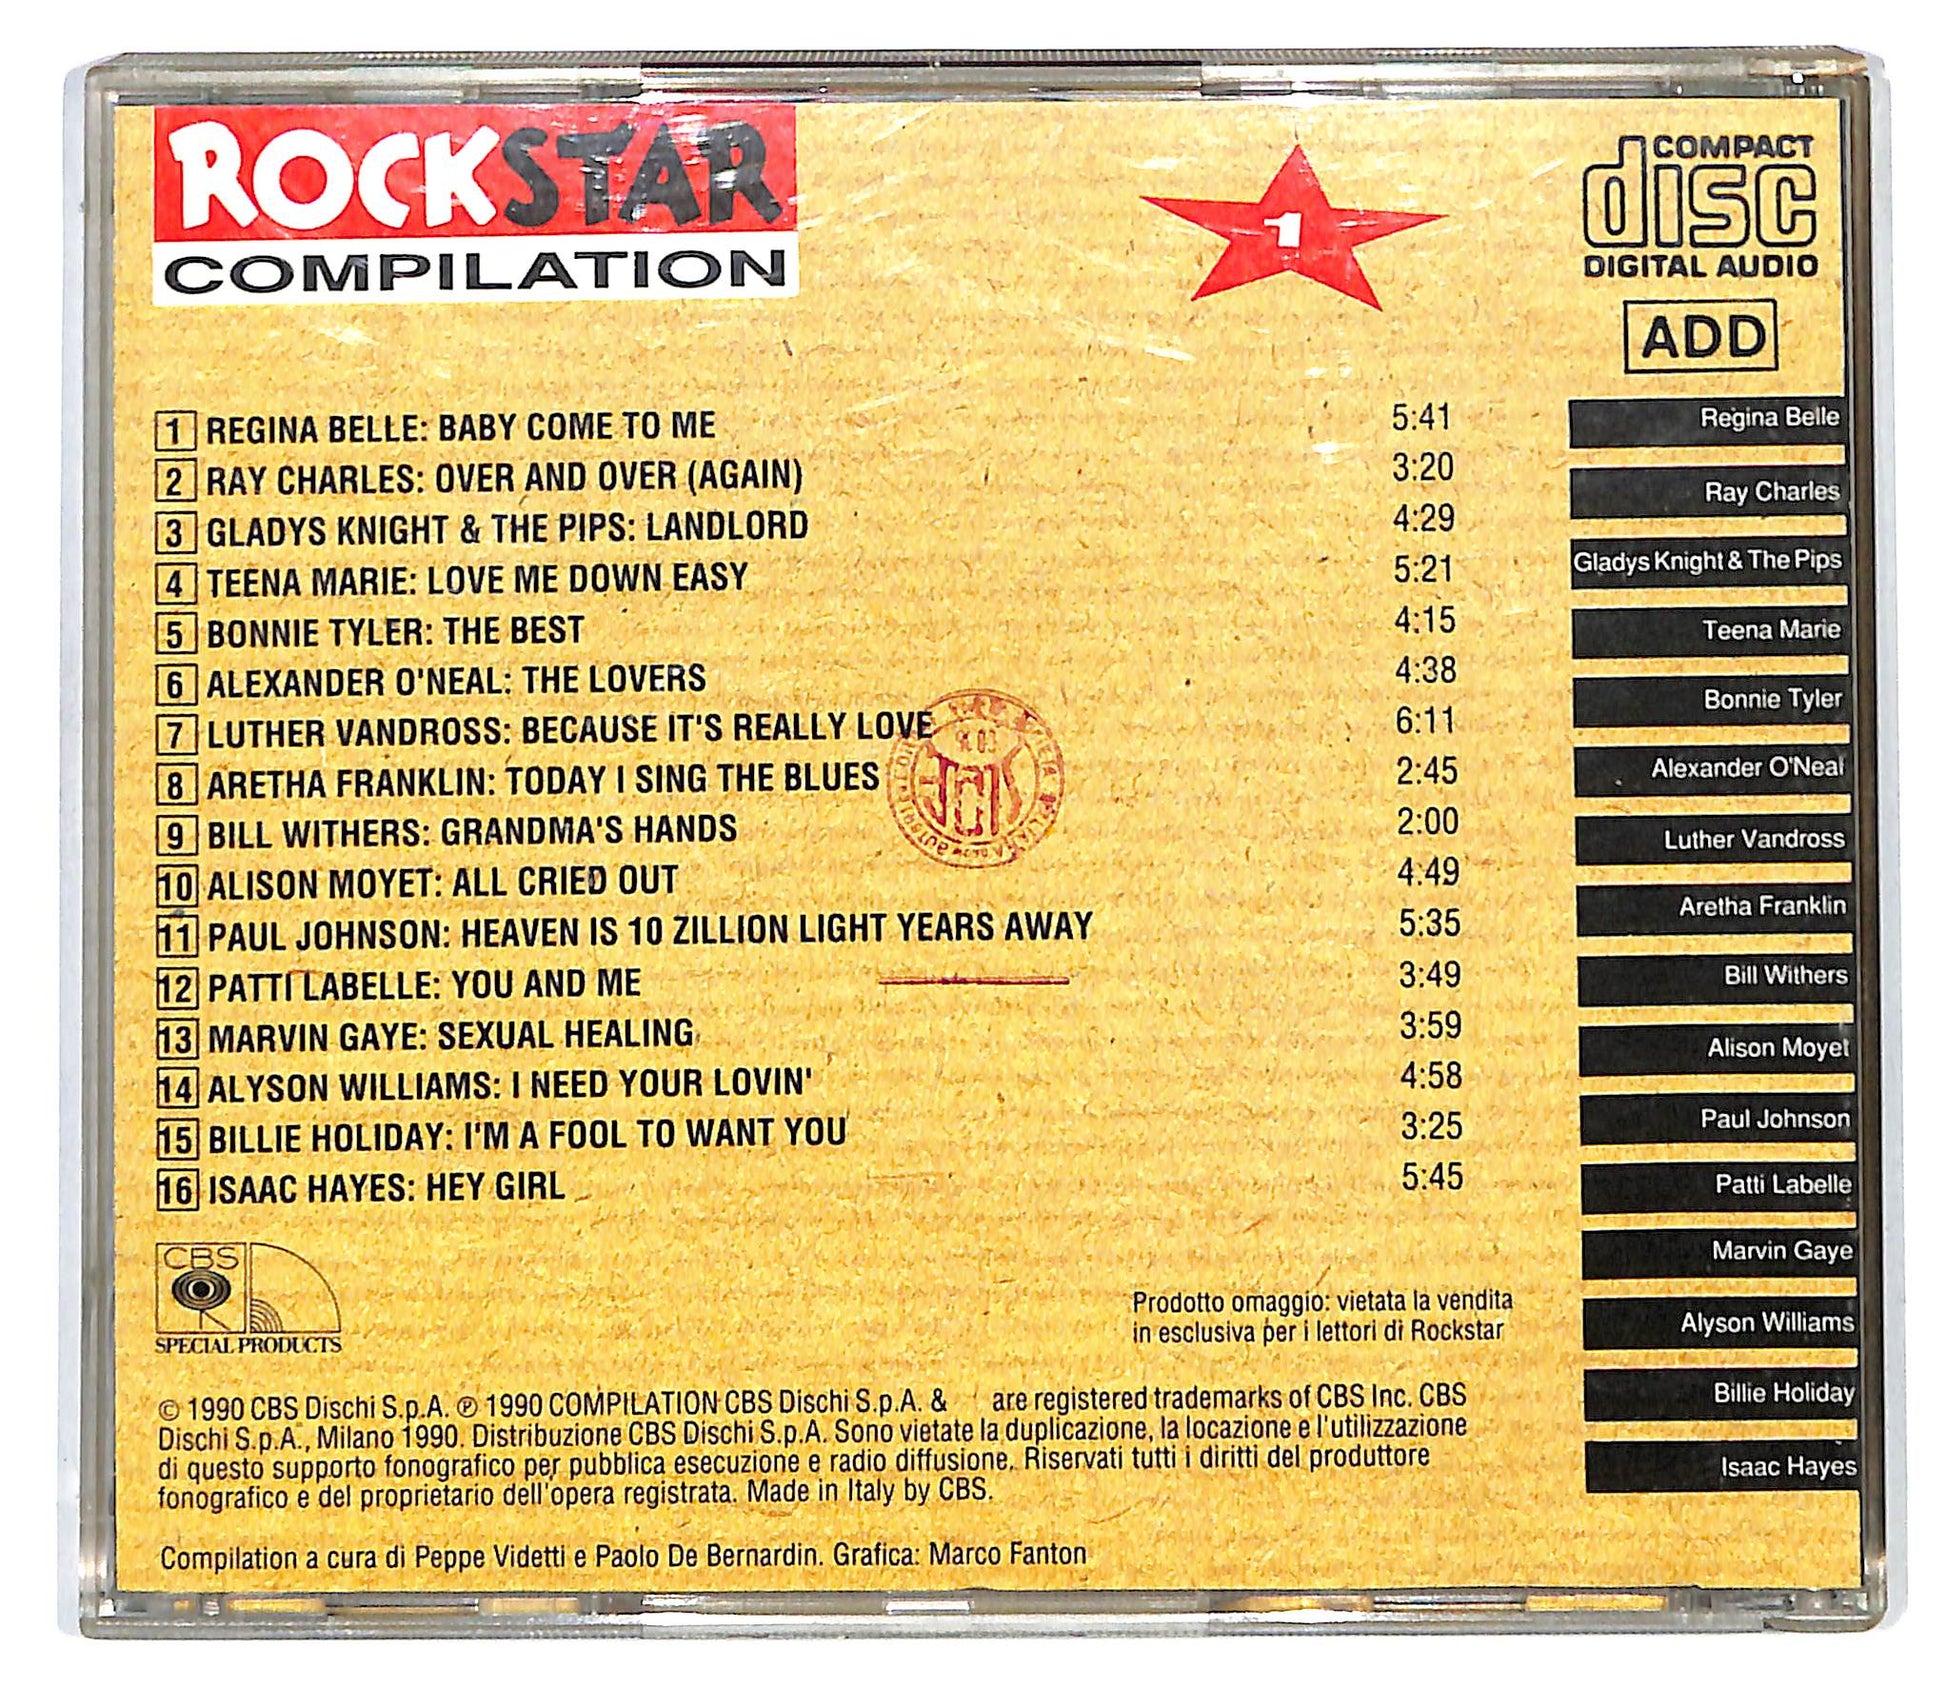 ROCKSTAR
COMPILATION
1
COMPACT
disc
DIGITAL AUDIO
ADD
1 REGINA BELLE: BABY COME TO ME 5:41
2 RAY CHARLES: OVER AND OVER (AGAIN) 3:20
3 GLADYS KNIGHT & THE PIPS: LANDLORD 4:29
4 TEENA MARIE: LOVE ME DOWN EASY 5:21
5 BONNIE TYLER: THE BEST 4:15
6 ALEXANDER O'NEAL: THE LOVERS 4:38
7 LUTHER VANDROSS: BECAUSE IT'S REALLY LOVE 6:11
8 ARETHA FRANKLIN: TODAY I SING THE BLUES 2:45
9 BILL WITHERS: GRANDMA'S HANDS 2:00
10 ALISON MOYET: ALL CRIED OUT 4:49
11 PAUL JOHNSON: HEAVEN IS 10 ZILLION LIGHT YEARS AWAY 5:35
12 PATTI LABELLE: YOU AND ME 3:49
13 MARVIN GAYE: SEXUAL HEALING 3:59
14 ALYSON WILLIAMS: I NEED YOUR LOVIN' 4:58
15 BILLIE HOLIDAY: I'M A FOOL TO WANT YOU 3:25
16 ISAAC HAYES: HEY GIRL 5:45
Regina Belle
Ray Charles
Gladys Knight & The Pips
Teena Marie
Bonnie Tyler
Alexander O'Neal
Luther Vandross
Aretha Franklin
Bill Withers
Alison Moyet
Paul Johnson
Patti Labelle
Marvin Gaye
Alyson Williams
Billie Holiday
Isaac Hayes
CBS
SPECIAL PRODUCTS
Prodotto omaggio: vietata la vendita
in esclusiva per i lettori di Rockstar
© 1990 CBS Dischi S.p.A. ℗ 1990 COMPILATION CBS Dischi S.p.A. & are registered trademarks of CBS Inc. CBS
Dischi S.p.A., Milano 1990. Distribuzione CBS Dischi S.p.A. Sono vietate la duplicazione, la locazione e l'utilizzazione
di questo supporto fonografico per pubblica esecuzione e radio diffusione. Riservati tutti i diritti del produttore
fonografico e del proprietario dell'opera registrata. Made in Italy by CBS.
Compilation a cura di Peppe Videtti e Paolo De Bernardin. Grafica: Marco Fanton